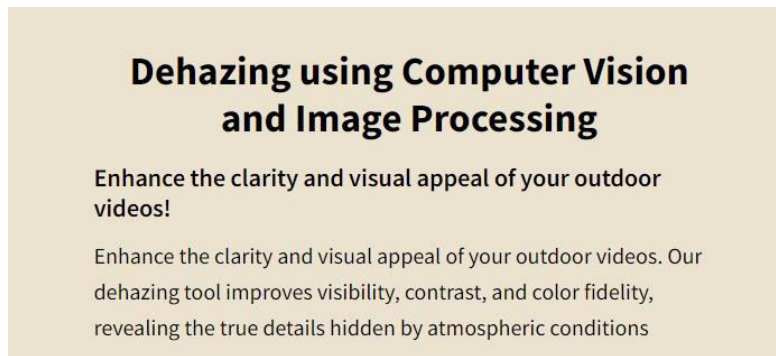 Dehazing using Computer Vision
and Image Processing
Enhance the clarity and visual appeal of your outdoor
videos!
Enhance the clarity and visual appeal of your outdoor videos. Our
dehazing tool improves visibility, contrast, and color fidelity,
revealing the true details hidden by atmospheric conditions